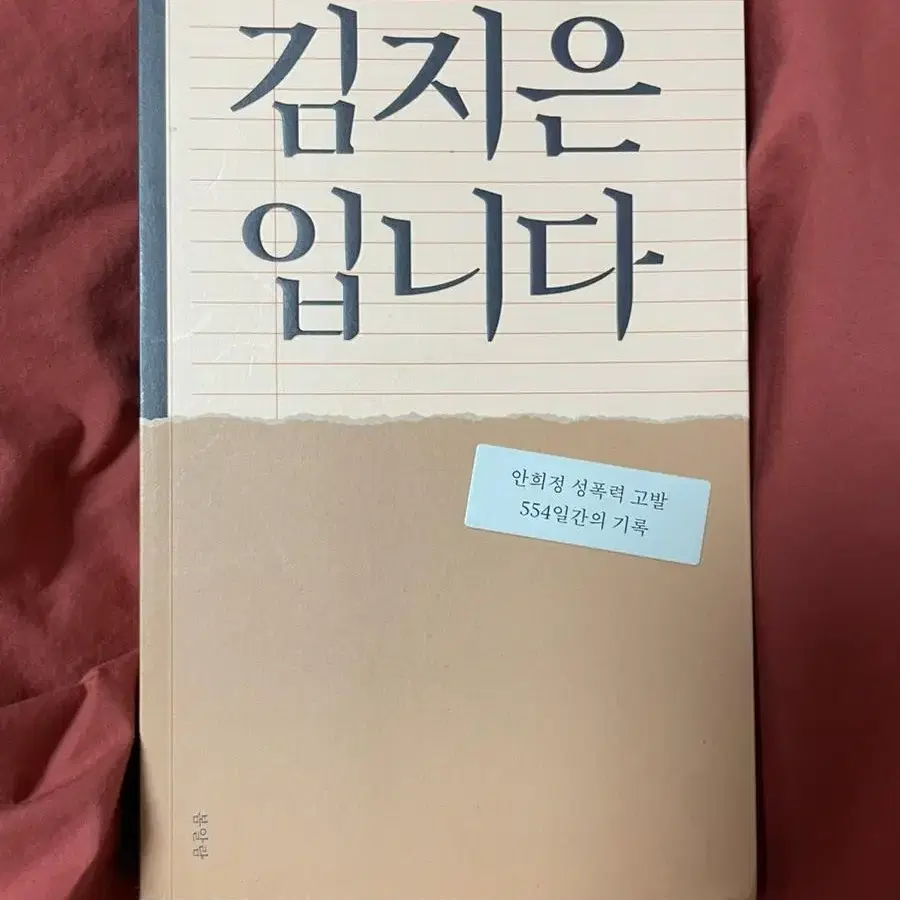 김지은
입니다
안희정 성폭력 고발
554일간의 기록
봄알람